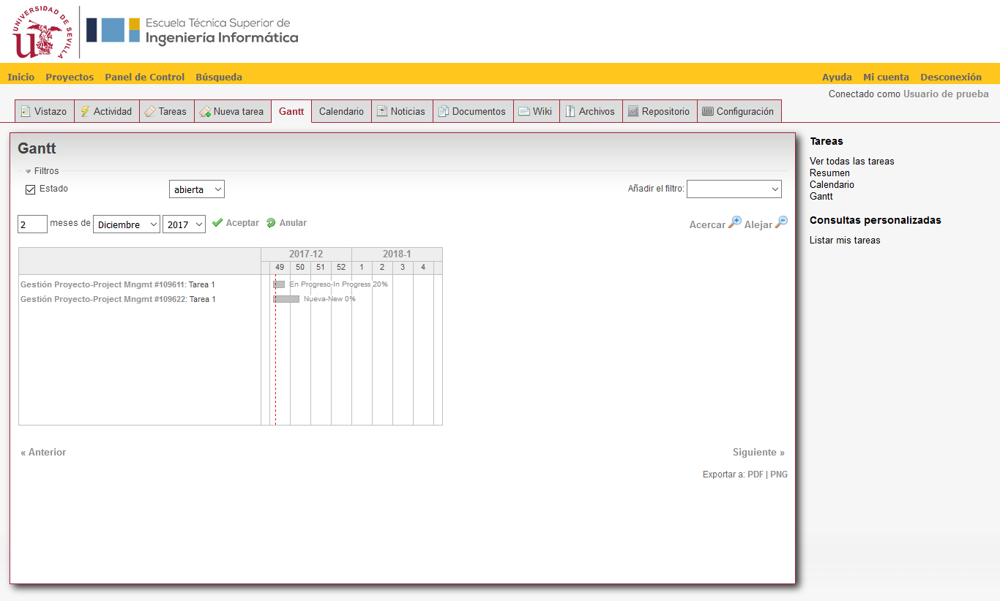 UNIVERSIDAD DE SEVILLA
Escuela Técnica Superior de
Ingeniería Informática
Inicio Proyectos Panel de Control Búsqueda Ayuda Mi cuenta Desconexión
Conectado como Usuario de prueba
Vistazo Actividad Tareas Nueva tarea Gantt Calendario Noticias Documentos Wiki Archivos Repositorio Configuración
Gantt
Filtros
Estado abierta Añadir el filtro:
2 meses de Diciembre 2017 Aceptar Anular Acercar Alejar
2017-12 2018-1
49 50 51 52 1 2 3 4
Gestión Proyecto-Project Mngmt #109611: Tarea 1 En Progreso-In Progress 20%
Gestión Proyecto-Project Mngmt #109622: Tarea 1 Nueva-New 0%
« Anterior Siguiente »
Exportar a: PDF | PNG
Tareas
Ver todas las tareas
Resumen
Calendario
Gantt
Consultas personalizadas
Listar mis tareas